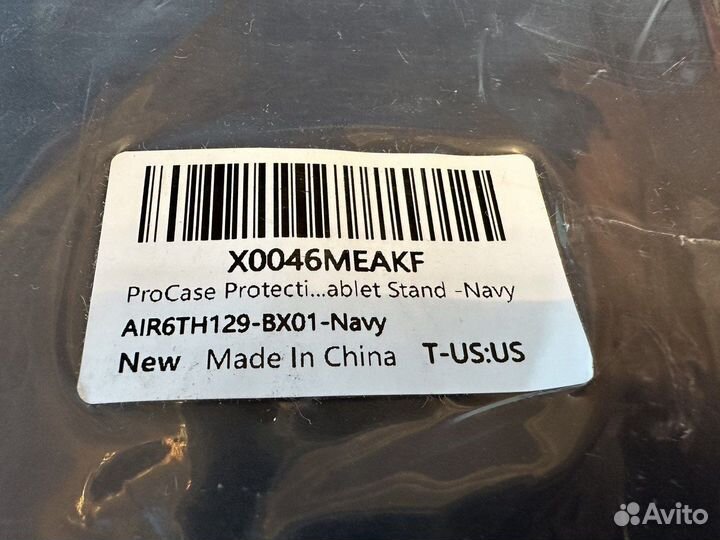 X0046MEAKF
ProCase Protecti...ablet Stand -Navy
AIR6TH129-BX01-Navy
New Made In China T-US:US
Avito